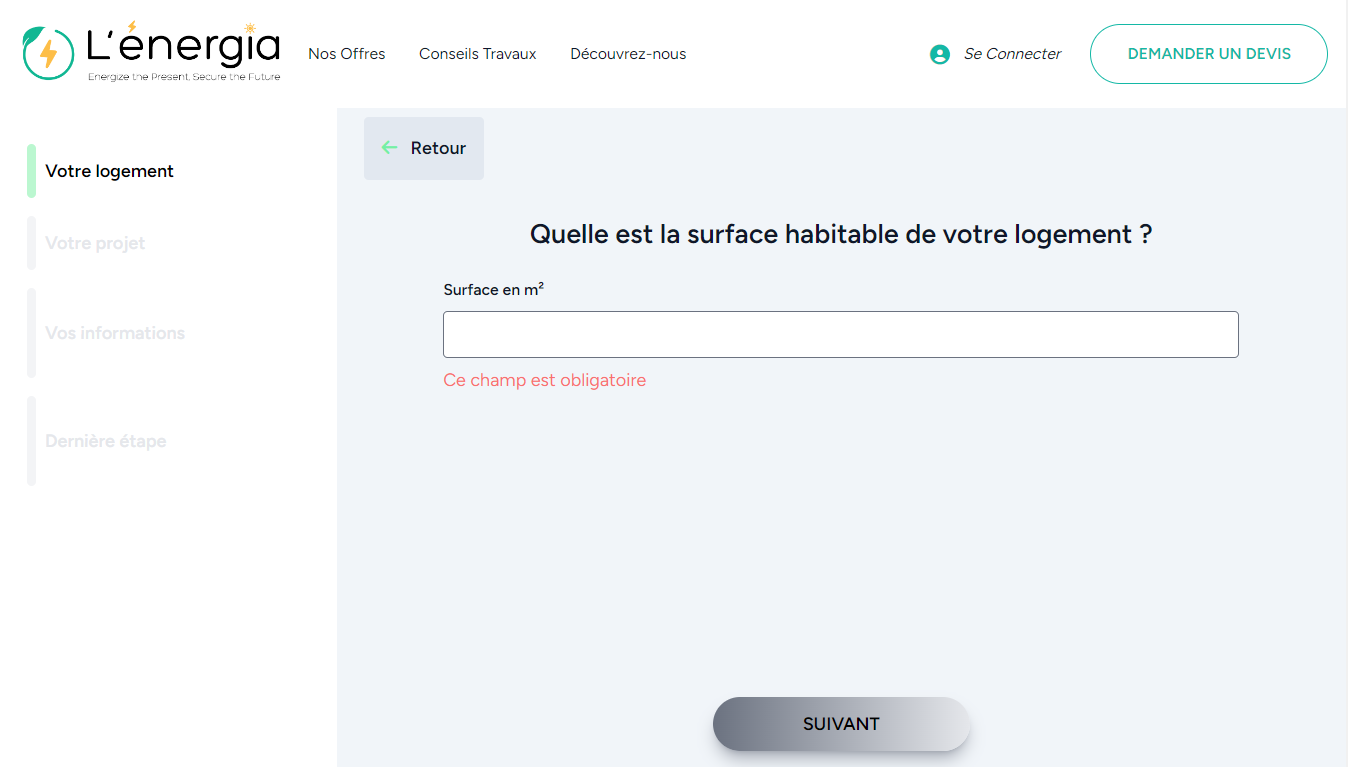 L'énergia
Energize the Present, Secure the Future
Nos Offres
Conseils Travaux
Découvrez-nous
Se Connecter
DEMANDER UN DEVIS
Votre logement
Votre projet
Vos informations
Dernière étape
Retour
Quelle est la surface habitable de votre logement ?
Surface en m²
Ce champ est obligatoire
SUIVANT